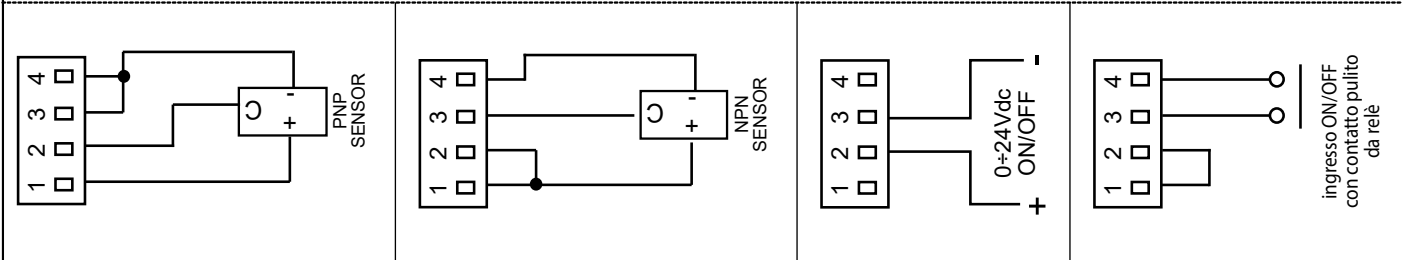 1 2 3 4
C
+ -
PNP
SENSOR
1 2 3 4
C
+ -
NPN
SENSOR
1 2 3 4
0÷24Vdc
ON/OFF
+ -
1 2 3 4
ingresso ON/OFF
con contatto pulito
da relè